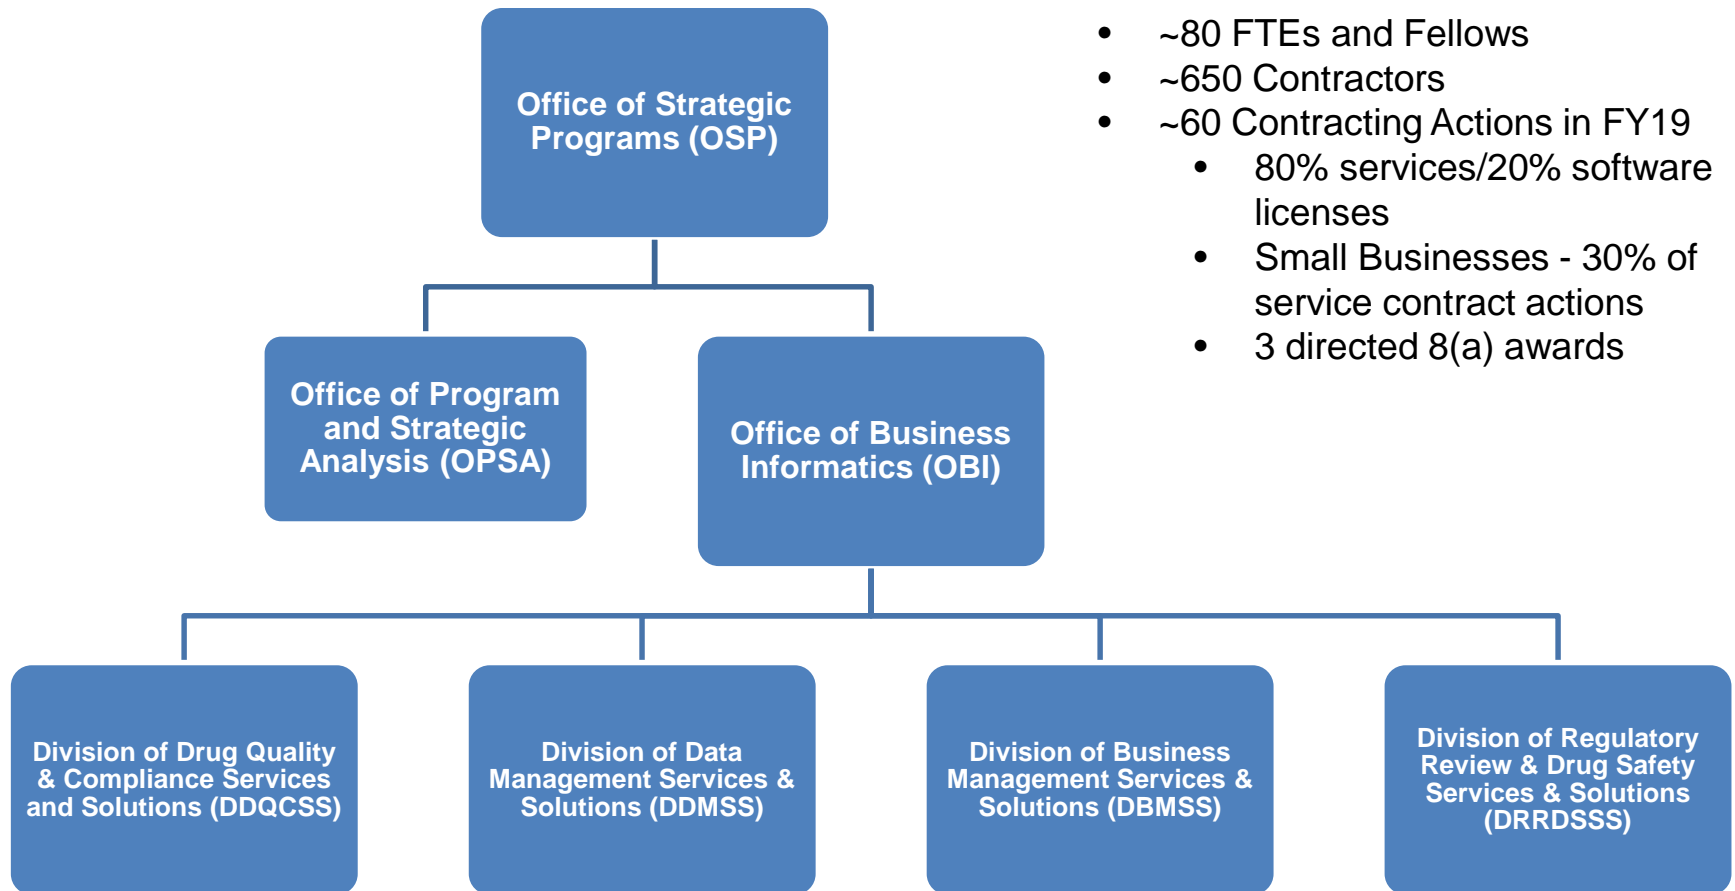 Office of Strategic
Programs (OSP)
• ~80 FTEs and Fellows
• ~650 Contractors
• ~60 Contracting Actions in FY19
• 80% services/20% software
licenses
• Small Businesses - 30% of
service contract actions
• 3 directed 8(a) awards
Office of Program
and Strategic
Analysis (OPSA)
Office of Business
Informatics (OBI)
Division of Drug Quality
& Compliance Services
and Solutions (DDQCSS)
Division of Data
Management Services &
Solutions (DDMSS)
Division of Business
Management Services &
Solutions (DBMSS)
Division of Regulatory
Review & Drug Safety
Services & Solutions
(DRRDSSS)